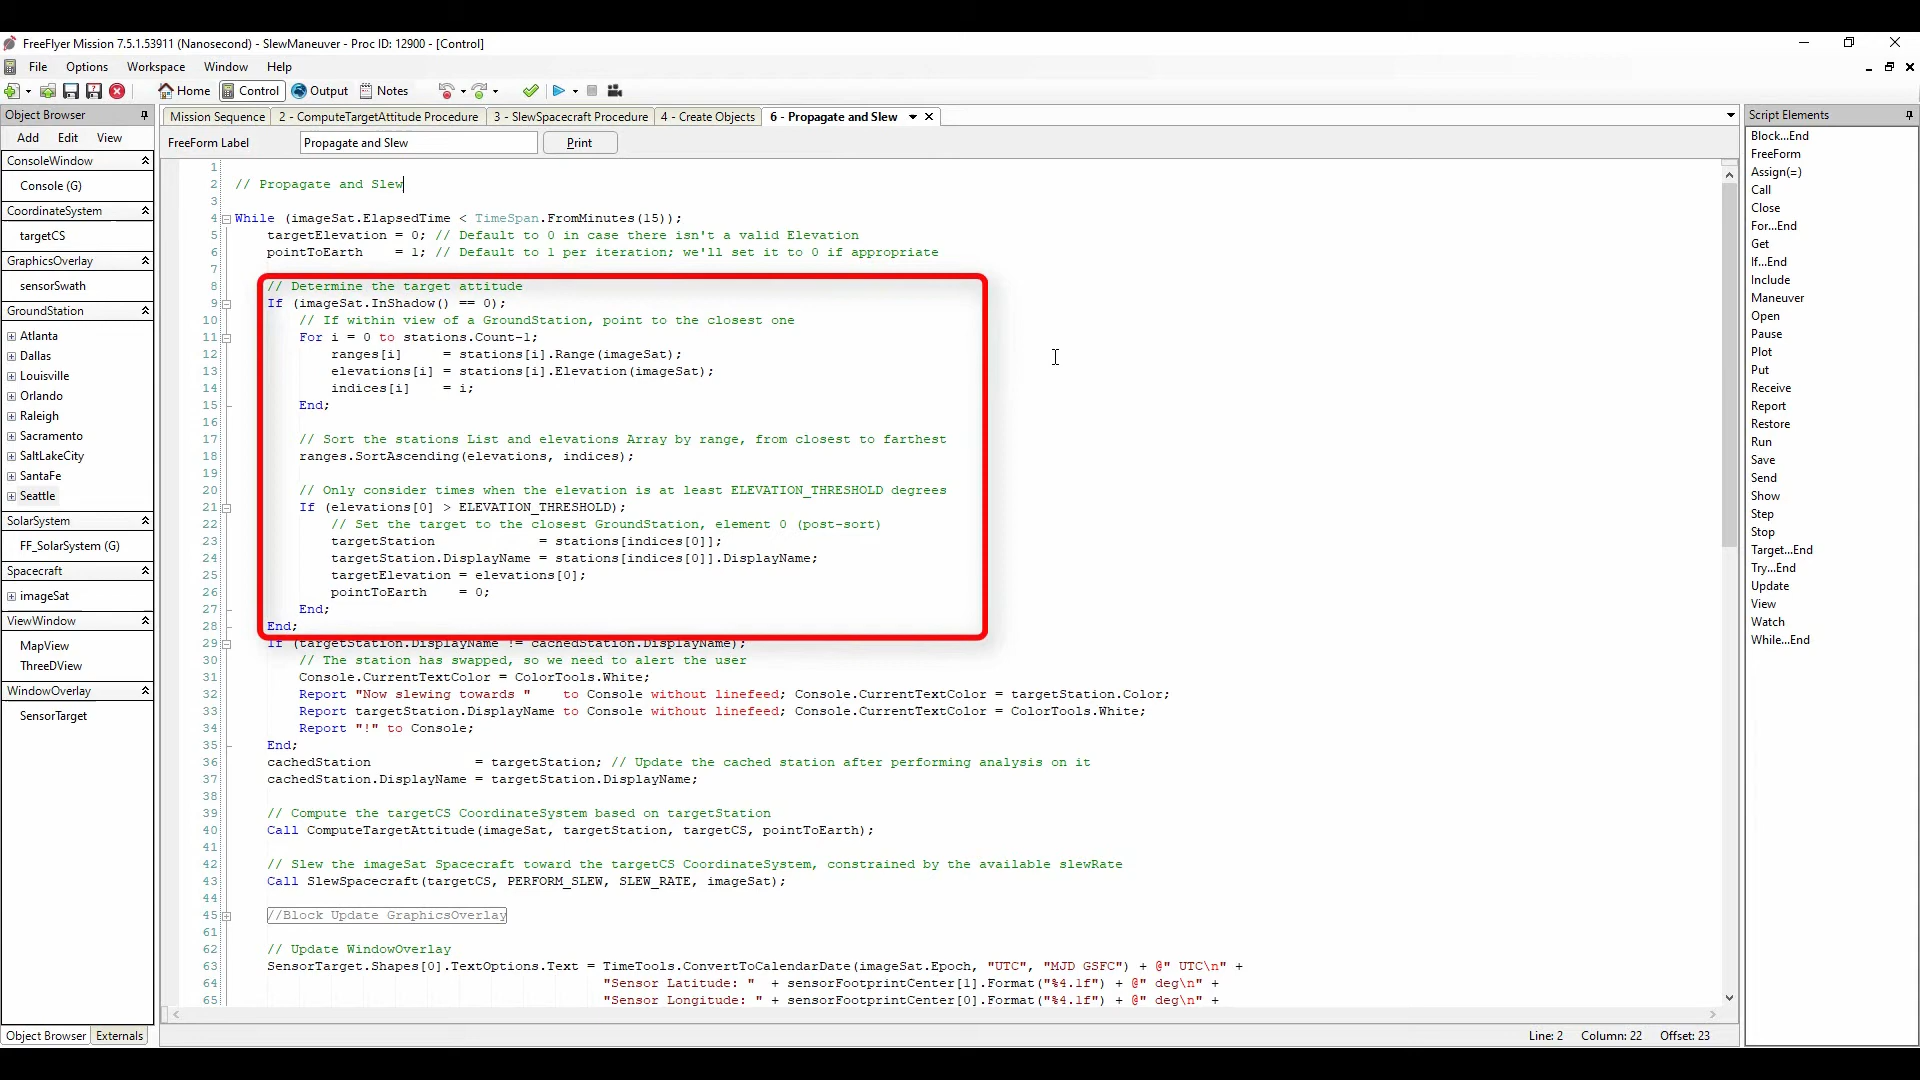 FreeFlyer Mission 7.5.1.53911 (Nanosecond) - SlewManeuver - Proc ID: 12900 - [Control]
File Options Workspace Window Help
Home Control Output Notes
Object Browser
Add Edit View
ConsoleWindow
Console (G)
CoordinateSystem
targetCS
GraphicsOverlay
sensorSwath
GroundStation
Atlanta
Dallas
Louisville
Orlando
Raleigh
Sacramento
SaltLakeCity
SantaFe
Seattle
SolarSystem
FF_SolarSystem (G)
Spacecraft
imageSat
ViewWindow
MapView
ThreeDView
WindowOverlay
SensorTarget
Object Browser Externals
Mission Sequence 2 - ComputeTargetAttitude Procedure 3 - SlewSpacecraft Procedure 4 - Create Objects 6 - Propagate and Slew
FreeForm Label Propagate and Slew Print
1
2 // Propagate and Slew
3
4 While (imageSat.ElapsedTime < TimeSpan.FromMinutes(15));
5 targetElevation = 0; // Default to 0 in case there isn't a valid Elevation
6 pointToEarth = 1; // Default to 1 per iteration; we'll set it to 0 if appropriate
7
8 // Determine the target attitude
9 If (imageSat.InShadow() == 0);
10 // If within view of a GroundStation, point to the closest one
11 For i = 0 to stations.Count-1;
12 ranges[i] = stations[i].Range(imageSat);
13 elevations[i] = stations[i].Elevation(imageSat);
14 indices[i] = i;
15 End;
16
17 // Sort the stations List and elevations Array by range, from closest to farthest
18 ranges.SortAscending(elevations, indices);
19
20 // Only consider times when the elevation is at least ELEVATION_THRESHOLD degrees
21 If (elevations[0] > ELEVATION_THRESHOLD);
22 // Set the target to the closest GroundStation, element 0 (post-sort)
23 targetStation = stations[indices[0]];
24 targetStation.DisplayName = stations[indices[0]].DisplayName;
25 targetElevation = elevations[0];
26 pointToEarth = 0;
27 End;
28 End;
29 If (targetStation.DisplayName != cachedStation.DisplayName);
30 // The station has swapped, so we need to alert the user
31 Console.CurrentTextColor = ColorTools.White;
32 Report "Now slewing towards " to Console without linefeed; Console.CurrentTextColor = targetStation.Color;
33 Report targetStation.DisplayName to Console without linefeed; Console.CurrentTextColor = ColorTools.White;
34 Report "!" to Console;
35 End;
36 cachedStation = targetStation; // Update the cached station after performing analysis on it
37 cachedStation.DisplayName = targetStation.DisplayName;
38
39 // Compute the targetCS CoordinateSystem based on targetStation
40 Call ComputeTargetAttitude(imageSat, targetStation, targetCS, pointToEarth);
41
42 // Slew the imageSat Spacecraft toward the targetCS CoordinateSystem, constrained by the available slewRate
43 Call SlewSpacecraft(targetCS, PERFORM_SLEW, SLEW_RATE, imageSat);
44
45 //Block Update GraphicsOverlay
61
62 // Update WindowOverlay
63 SensorTarget.Shapes[0].TextOptions.Text = TimeTools.ConvertToCalendarDate(imageSat.Epoch, "UTC", "MJD GSFC") + @" UTC\n" +
64 "Sensor Latitude: " + sensorFootprintCenter[1].Format("%4.1f") + @" deg\n" +
65 "Sensor Longitude: " + sensorFootprintCenter[0].Format("%4.1f") + @" deg\n" +
Line: 2 Column: 22 Offset: 23
Script Elements
Block...End
FreeForm
Assign(=)
Call
Close
For...End
Get
If...End
Include
Maneuver
Open
Pause
Plot
Put
Receive
Report
Restore
Run
Save
Send
Show
Step
Stop
Target...End
Try...End
Update
View
Watch
While...End